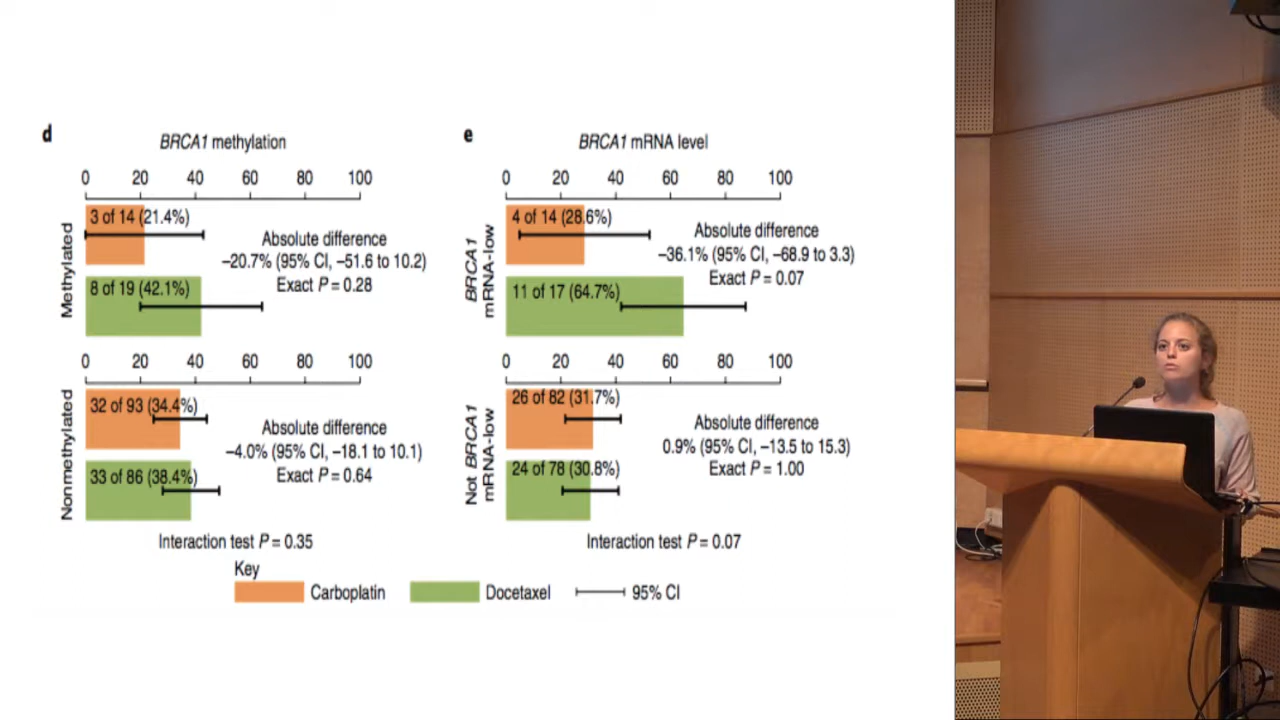 d
BRCA1 methylation
0 20 40 60 80 100
Methylated
3 of 14 (21.4%)
8 of 19 (42.1%)
Absolute difference
–20.7% (95% CI, –51.6 to 10.2)
Exact P = 0.28
0 20 40 60 80 100
Nonmethylated
32 of 93 (34.4%)
33 of 86 (38.4%)
Absolute difference
–4.0% (95% CI, –18.1 to 10.1)
Exact P = 0.64
Interaction test P = 0.35
e
BRCA1 mRNA level
0 20 40 60 80 100
BRCA1
mRNA-low
4 of 14 (28.6%)
11 of 17 (64.7%)
Absolute difference
–36.1% (95% CI, –68.9 to 3.3)
Exact P = 0.07
0 20 40 60 80 100
Not BRCA1
mRNA-low
26 of 82 (31.7%)
24 of 78 (30.8%)
Absolute difference
0.9% (95% CI, –13.5 to 15.3)
Exact P = 1.00
Interaction test P = 0.07
Key
Carboplatin
Docetaxel
95% CI